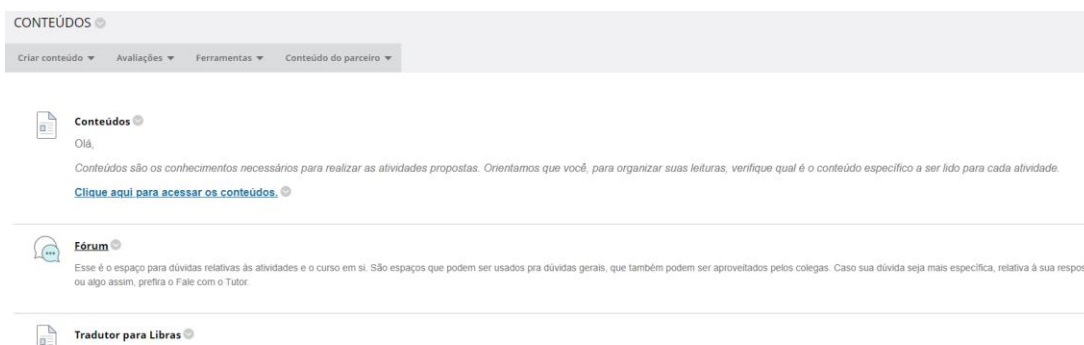 CONTEÚDOS
Criar conteúdo Avaliações Ferramentas Conteúdo do parceiro
Conteúdos
Olá,
Conteúdos são os conhecimentos necessários para realizar as atividades propostas. Orientamos que você, para organizar suas leituras, verifique qual é o conteúdo específico a ser lido para cada atividade.
Clique aqui para acessar os conteúdos.
Fórum
Esse é o espaço para dúvidas relativas às atividades e o curso em si. São espaços que podem ser usados pra dúvidas gerais, que também podem ser aproveitados pelos colegas. Caso sua dúvida seja mais específica, relativa à sua respos
ou algo assim, prefira o Fale com o Tutor.
Tradutor para Libras